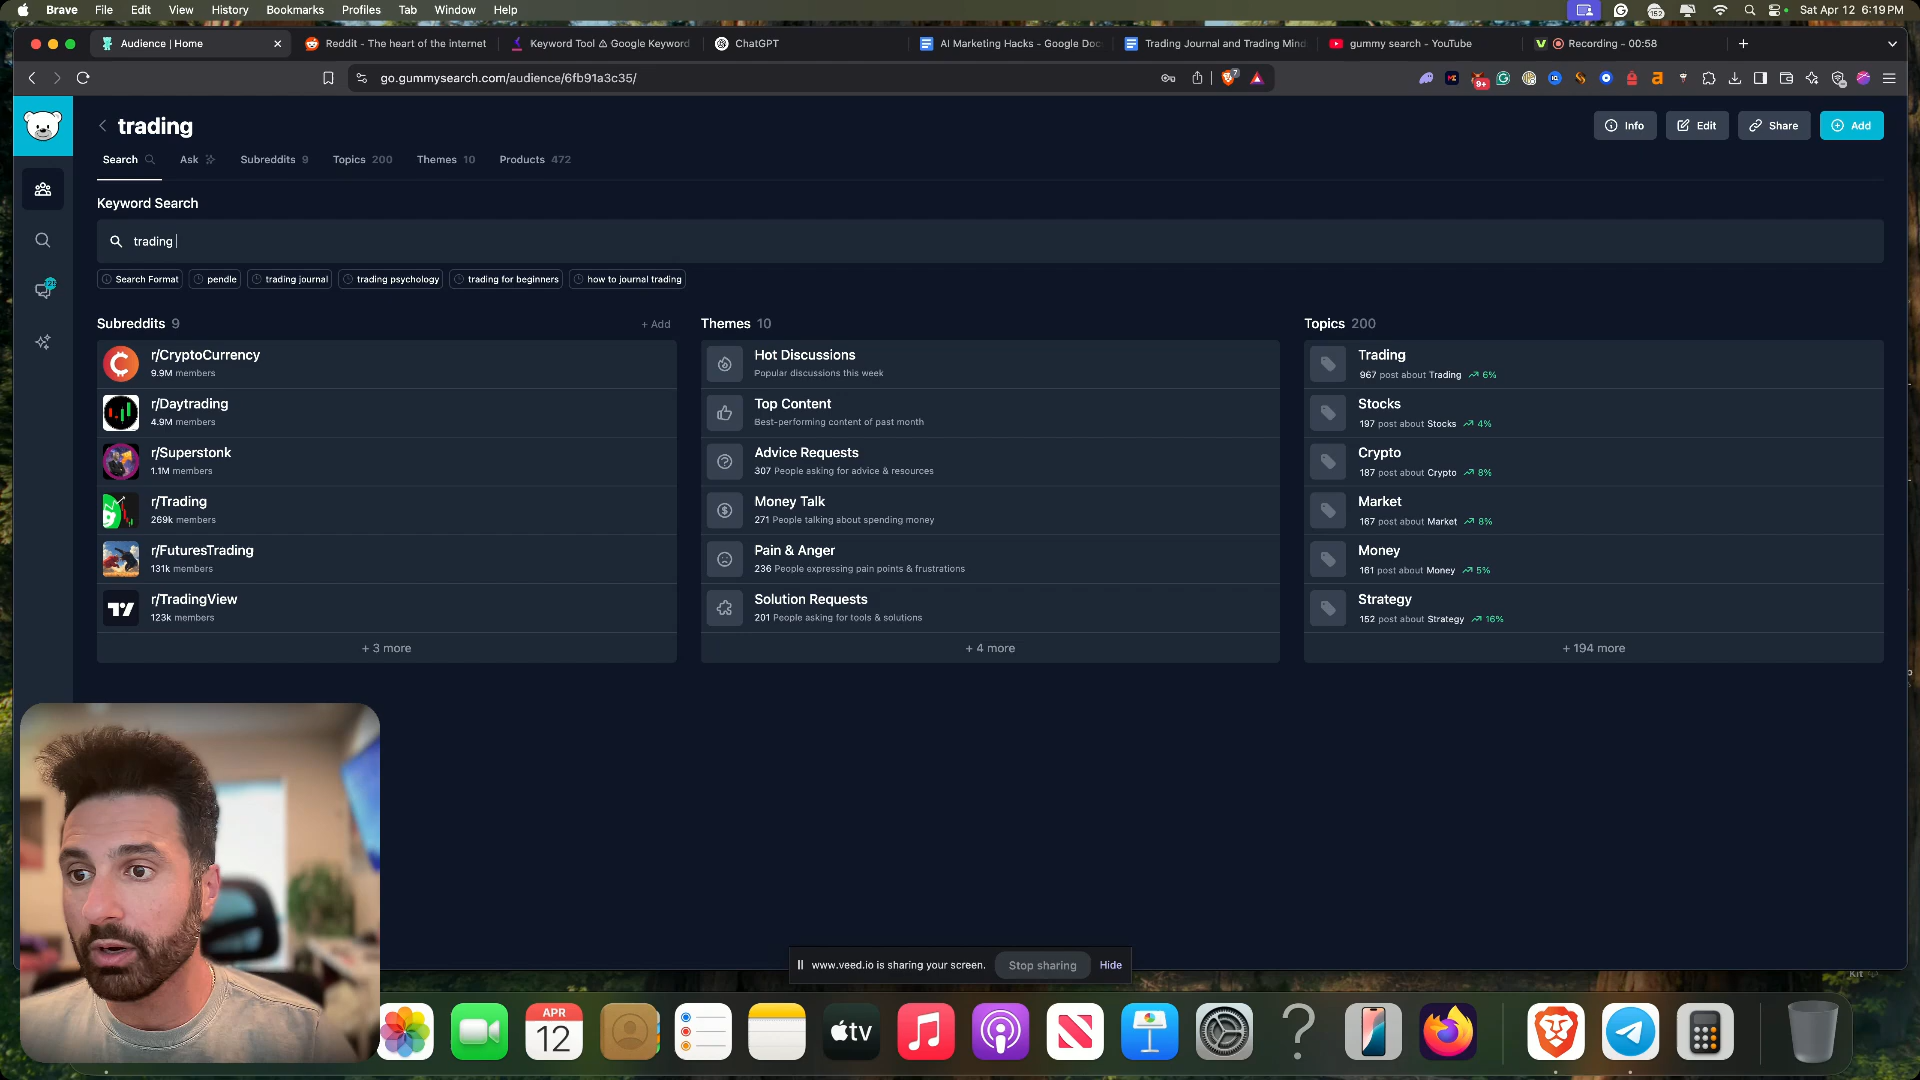 Brave File Edit View History Bookmarks Profiles Tab Window Help
152
Sat Apr 12 6:19 PM
Audience | Home
Reddit - The heart of the internet
Keyword Tool ⚠ Google Keyword
ChatGPT
AI Marketing Hacks - Google Doc
Trading Journal and Trading Mind
gummy search - YouTube
Recording - 00:58
go.gummysearch.com/audience/6fb91a3c35/
7
9+
trading
Info
Edit
Share
Add
Search
Ask
Subreddits 9
Topics 200
Themes 10
Products 472
Keyword Search
trading
Search Format
pendle
trading journal
trading psychology
trading for beginners
how to journal trading
Subreddits 9
+ Add
r/CryptoCurrency
9.9M members
r/Daytrading
4.9M members
r/Superstonk
1.1M members
r/Trading
269k members
r/FuturesTrading
131k members
r/TradingView
123k members
+ 3 more
Themes 10
Hot Discussions
Popular discussions this week
Top Content
Best-performing content of past month
Advice Requests
307 People asking for advice & resources
Money Talk
271 People talking about spending money
Pain & Anger
236 People expressing pain points & frustrations
Solution Requests
201 People asking for tools & solutions
+ 4 more
Topics 200
Trading
967 post about Trading 6%
Stocks
197 post about Stocks 4%
Crypto
187 post about Crypto 8%
Market
167 post about Market 8%
Money
161 post about Money 5%
Strategy
152 post about Strategy 16%
+ 194 more
www.veed.io is sharing your screen.
Stop sharing
Hide
Kit
APR
12
tv